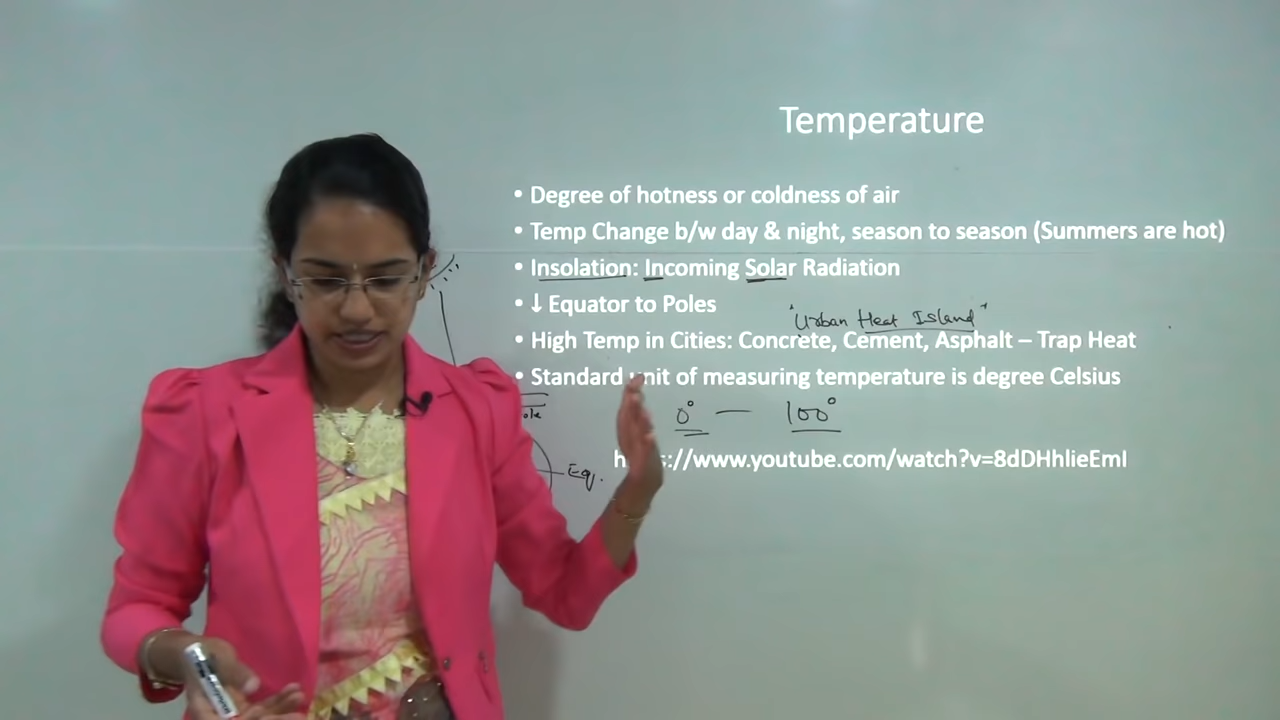 Temperature
• Degree of hotness or coldness of air
• Temp Change b/w day & night, season to season (Summers are hot)
• Insolation: Incoming Solar Radiation
• ↓ Equator to Poles
"Urban Heat Island"
• High Temp in Cities: Concrete, Cement, Asphalt – Trap Heat
• Standard unit of measuring temperature is degree Celsius
0° — 100°
://www.youtube.com/watch?v=8dDHhlieEmI
Eq.